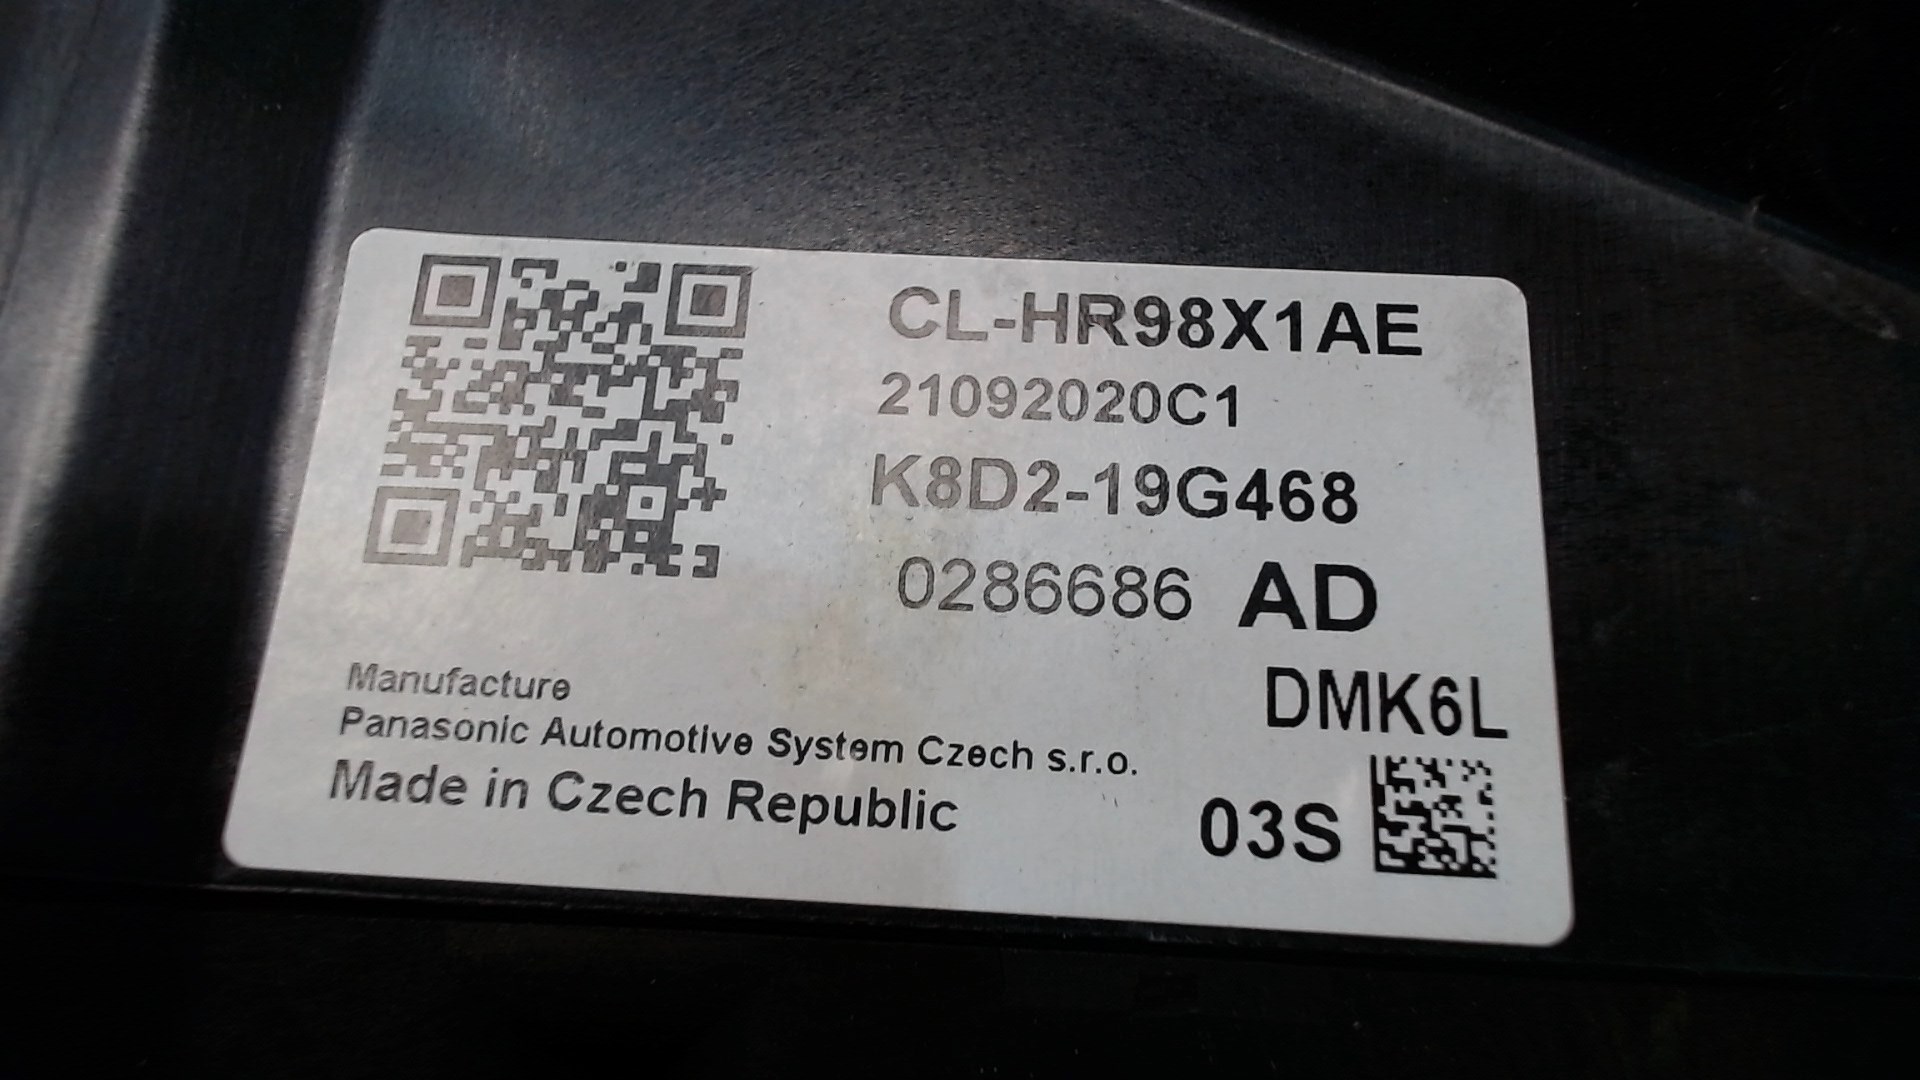 CL-HR98X1AE
21092020C1
K8D2-19G468
0286686 AD
DMK6L
Manufacture
Panasonic Automotive System Czech s.r.o.
Made in Czech Republic
03S